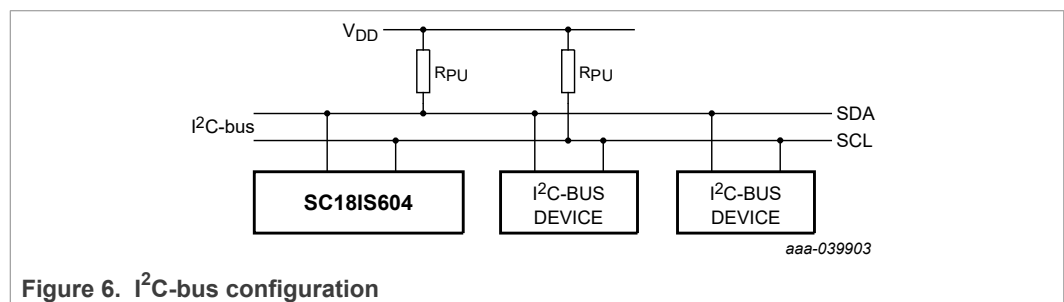 VDD
RPU
RPU
I2C-bus
SDA
SCL
SC18IS604
I2C-BUS
DEVICE
I2C-BUS
DEVICE
aaa-039903
Figure 6. I2C-bus configuration